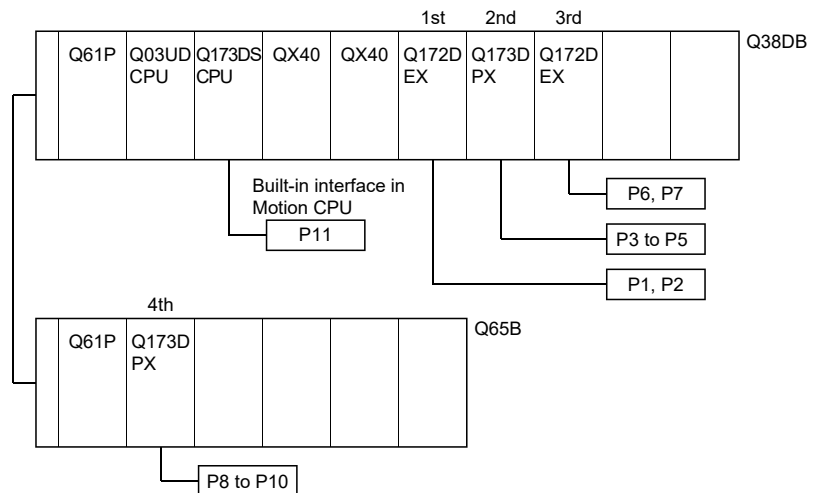 1st 2nd 3rd
Q38DB
Q61P Q03UD CPU Q173DS CPU QX40 QX40 Q172D EX Q173D PX Q172D EX
Built-in interface in
Motion CPU
P11
P6, P7
P3 to P5
P1, P2
4th
Q65B
Q61P Q173D PX
P8 to P10